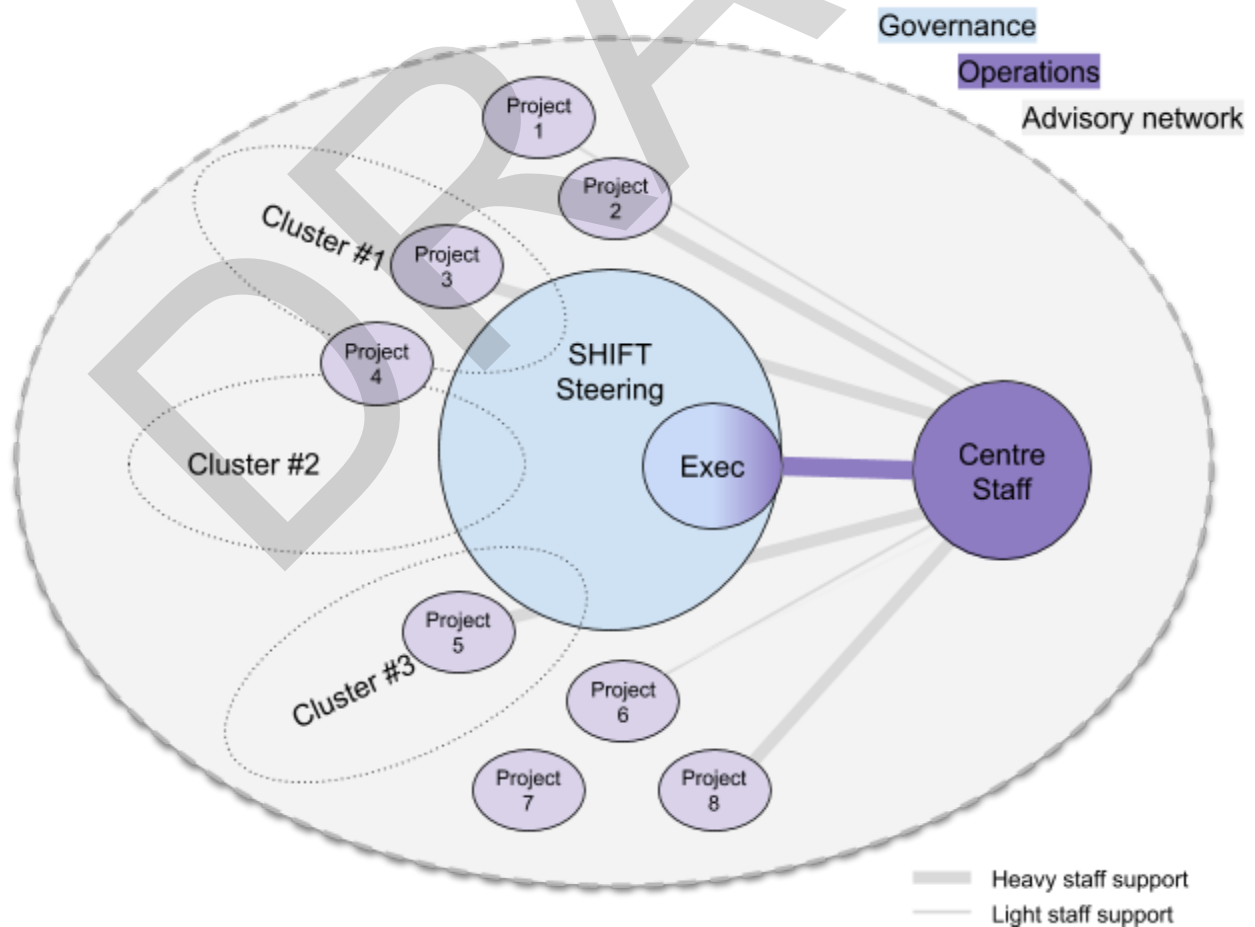 Governance
Operations
Advisory network
Project
1
Project
2
Cluster #1
Project
3
SHIFT
Steering
Project
4
Exec
Centre
Staff
Cluster #2
Project
5
Cluster #3
Project
6
Project
7
Project
8
Heavy staff support
Light staff support
DRA